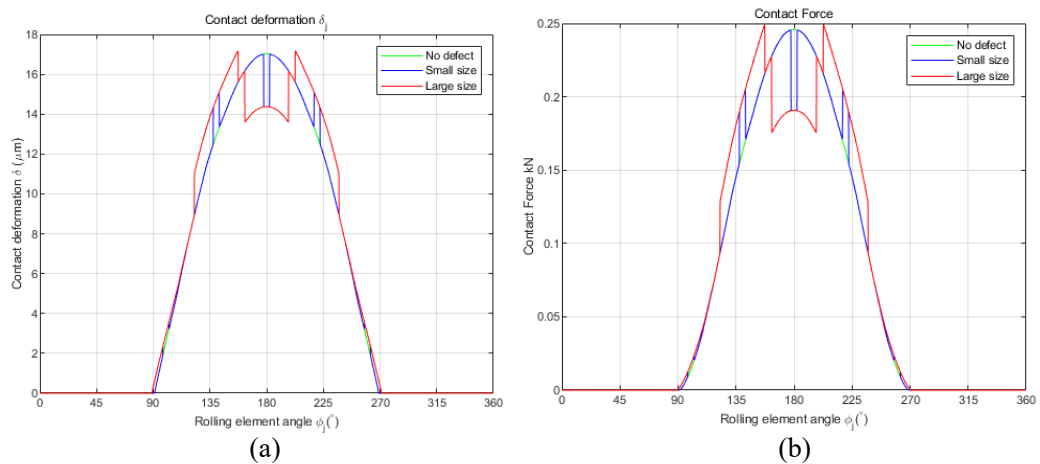 Contact deformation δj
18
16
14
12
10
8
6
4
2
0
Contact deformation δ (μm)
No defect
Small size
Large size
0 45 90 135 180 225 270 315 360
Rolling element angle ϕj(°)
(a)
Contact Force
0.25
0.2
0.15
0.1
0.05
0
Contact Force kN
No defect
Small size
Large size
0 45 90 135 180 225 270 315 360
Rolling element angle ϕj(°)
(b)